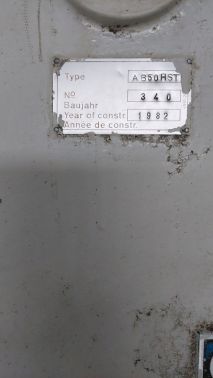 Type AB50HST
No 340
Baujahr
Year of constr. 1982
Année de constr.